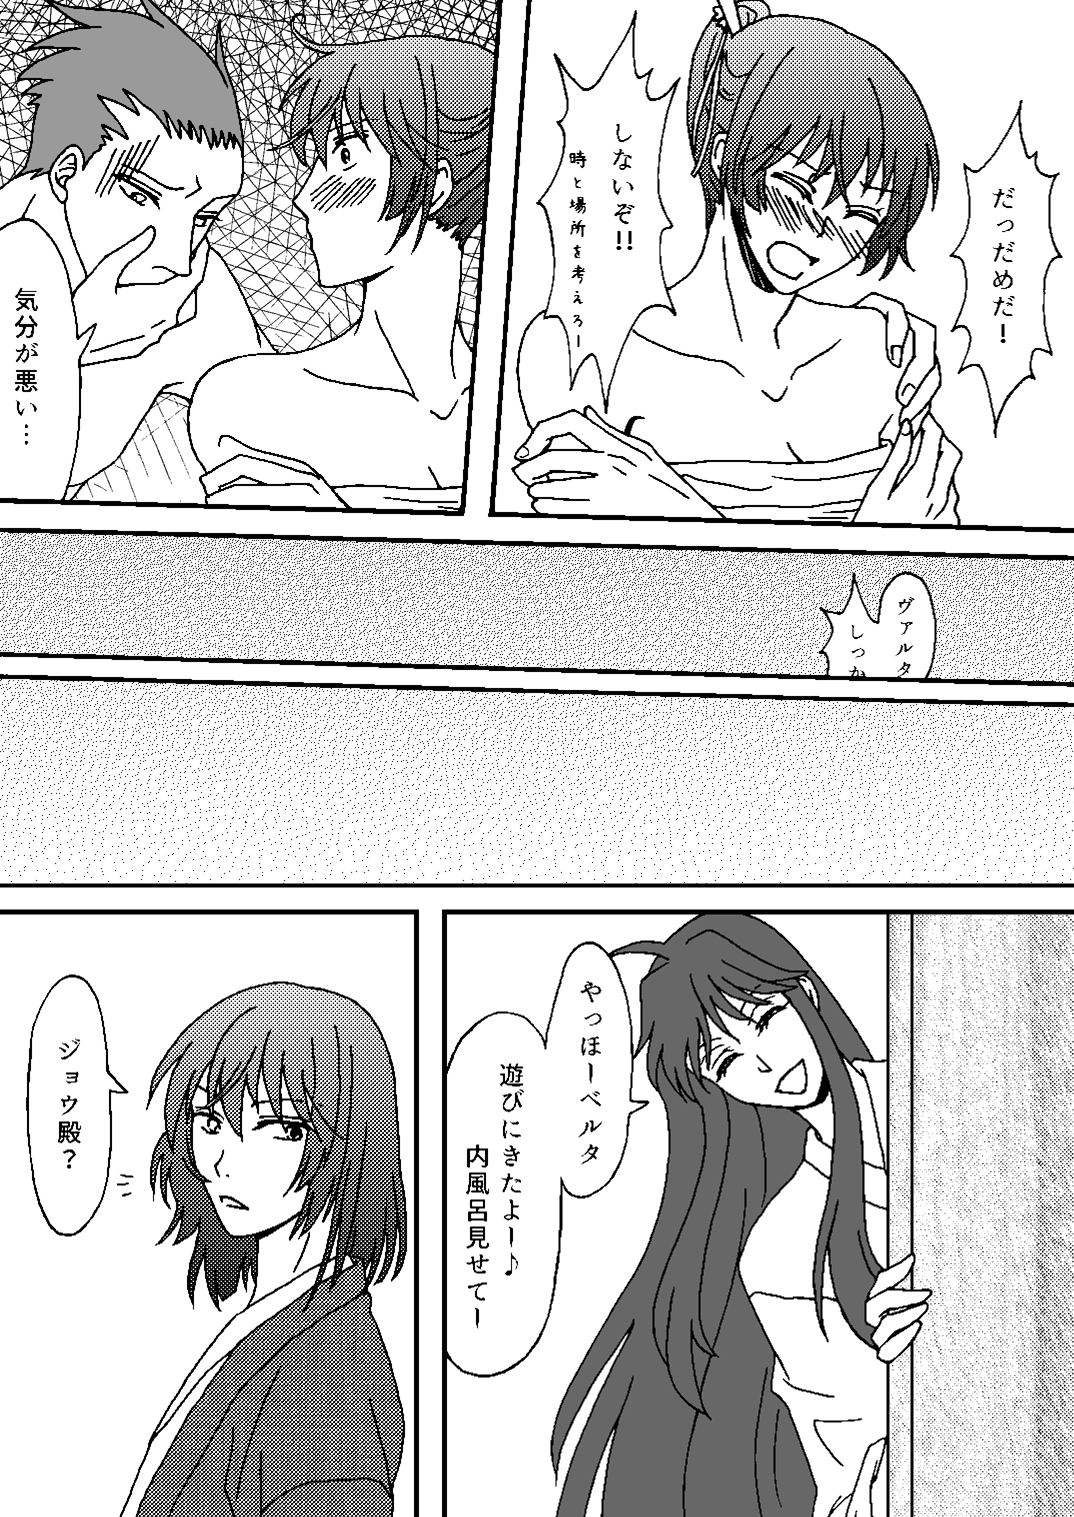 だっだめだ！
しないぞ!!
時と場所を考えろー
気分が悪い…
ヴァルタ
しっか
やっほーベルタ
遊びにきたよー♪
内風呂見せてー
ジョウ殿？